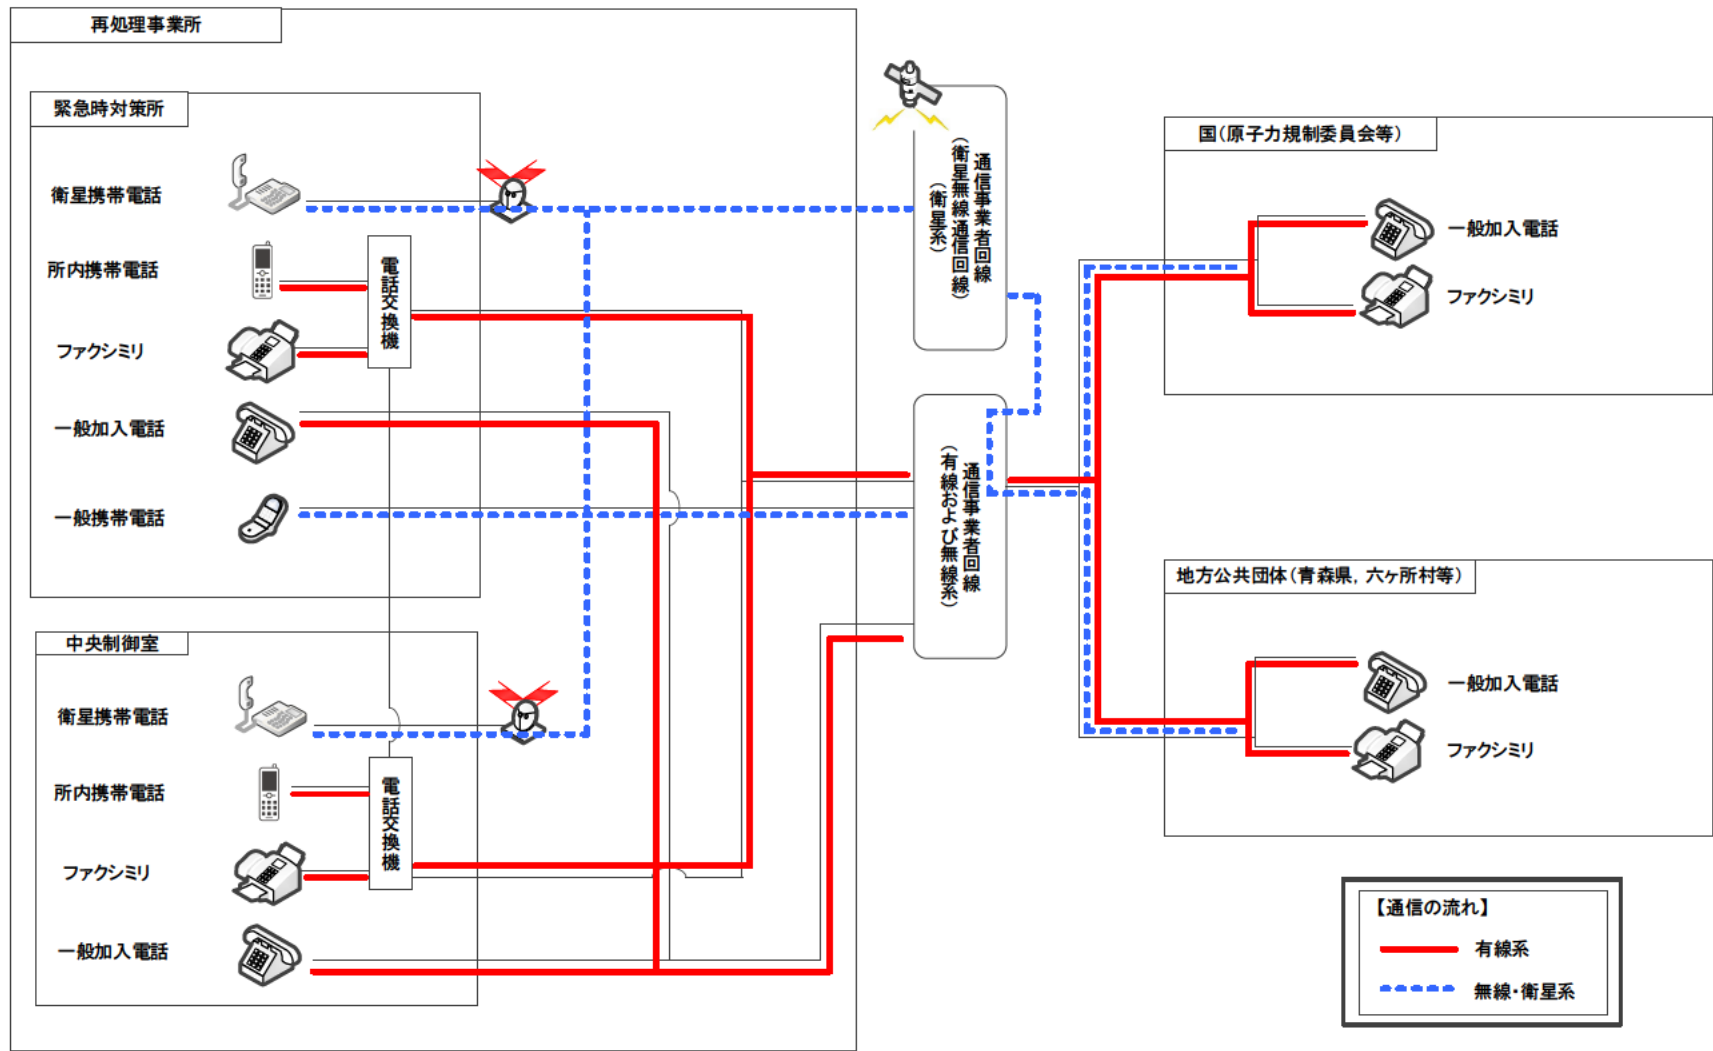 再処理事業所
緊急時対策所
衛星携帯電話
所内携帯電話
ファクシミリ
一般加入電話
一般携帯電話
電話交換機
中央制御室
衛星携帯電話
所内携帯電話
ファクシミリ
一般加入電話
電話交換機
通信事業者回線
(衛星無線通信回線)
(衛星系)
通信事業者回線
(有線および無線系)
国(原子力規制委員会等)
一般加入電話
ファクシミリ
地方公共団体(青森県，六ヶ所村等)
一般加入電話
ファクシミリ
【通信の流れ】
有線系
無線・衛星系